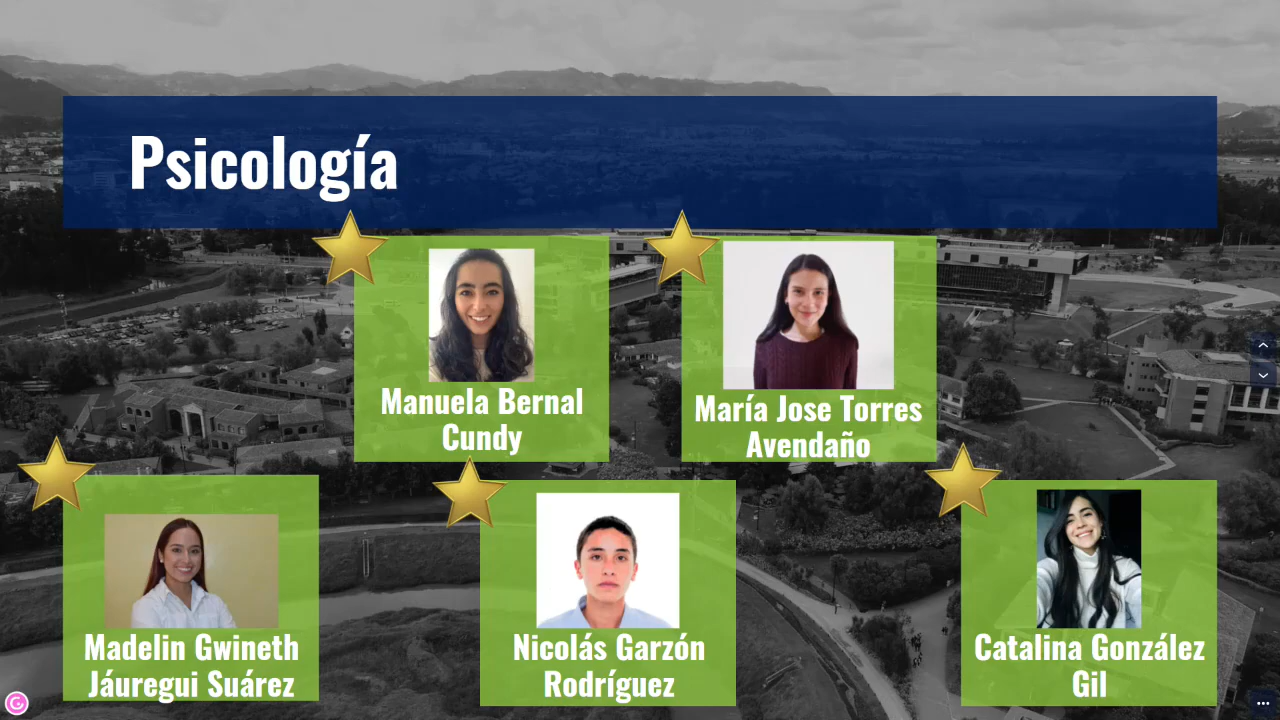 Psicología
Manuela Bernal
Cundy
María Jose Torres
Avendaño
Madelin Gwineth
Jáuregui Suárez
Nicolás Garzón
Rodríguez
Catalina González
Gil